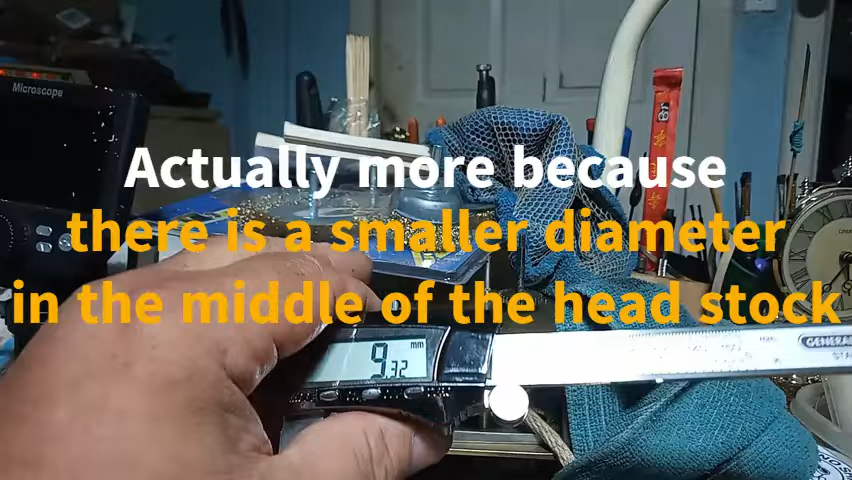 Microscope
Actually more because
there is a smaller diameter
in the middle of the head stock
mm
9.32
GENERAL